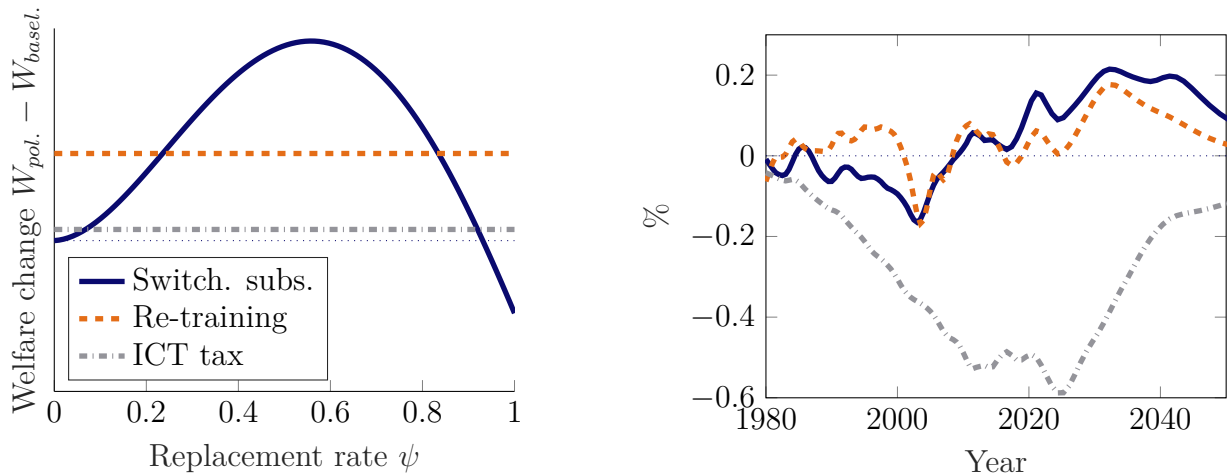 Welfare change W_pol. − W_basel.
Switch. subs.
Re-training
ICT tax
0 0.2 0.4 0.6 0.8 1
Replacement rate ψ
%
0.2
0
−0.2
−0.4
−0.6
1980 2000 2020 2040
Year